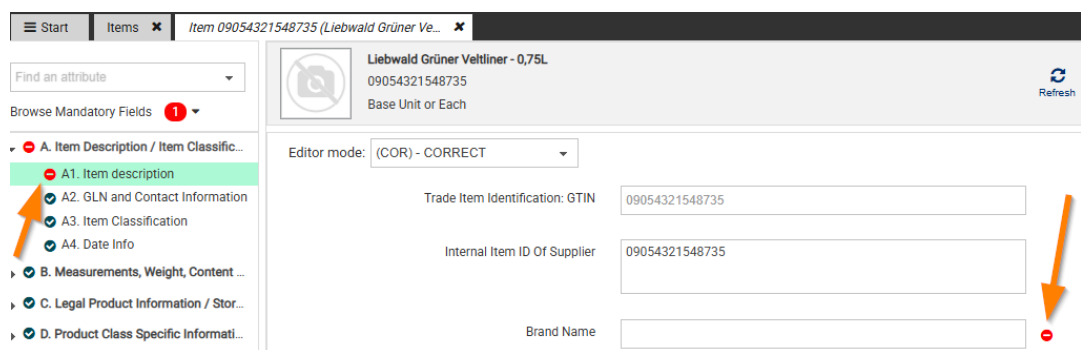 Start
Items
Item 09054321548735 (Liebwald Grüner Ve...
Find an attribute
Browse Mandatory Fields 1
A. Item Description / Item Classific...
A1. Item description
A2. GLN and Contact Information
A3. Item Classification
A4. Date Info
B. Measurements, Weight, Content ...
C. Legal Product Information / Stor...
D. Product Class Specific Informati...
Liebwald Grüner Veltliner - 0,75L
09054321548735
Base Unit or Each
Refresh
Editor mode: (COR) - CORRECT
Trade Item Identification: GTIN 09054321548735
Internal Item ID Of Supplier 09054321548735
Brand Name